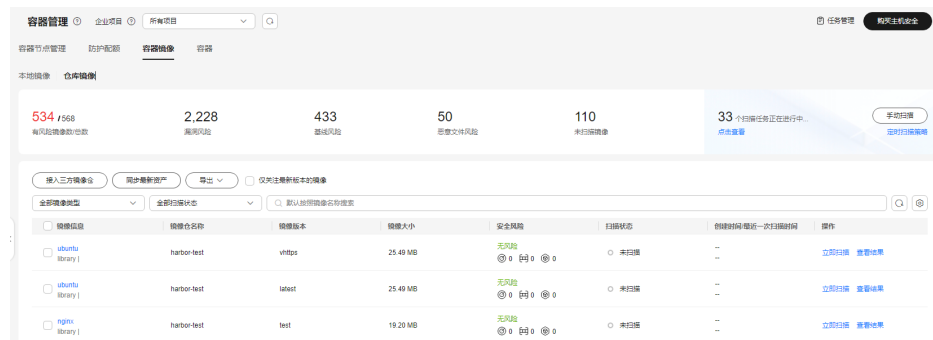 容器管理 企业项目 所有项目 任务管理 购买主机安全
容器节点管理 防护配额 容器镜像 容器
本地镜像 仓库镜像
534 /568 2,228 433 50 110 33 个扫描任务正在进行中... 手动扫描
有风险镜像数/总数 漏洞风险 基线风险 恶意文件风险 未扫描镜像 点击查看 定时扫描策略
接入三方镜像仓 同步最新资产 导出 仅关注最新版本的镜像
全部镜像类型 全部扫描状态 默认按照镜像名称搜索
镜像信息 镜像仓名称 镜像版本 镜像大小 安全风险 扫描状态 创建时间/最近一次扫描时间 操作
ubuntu 无风险 --
library | harbor-test vhttps 25.49 MB 0 0 0 未扫描 -- 立即扫描 查看结果
ubuntu 无风险 --
library | harbor-test latest 25.49 MB 0 0 0 未扫描 -- 立即扫描 查看结果
nginx 无风险 --
library | harbor-test test 19.20 MB 0 0 0 未扫描 -- 立即扫描 查看结果